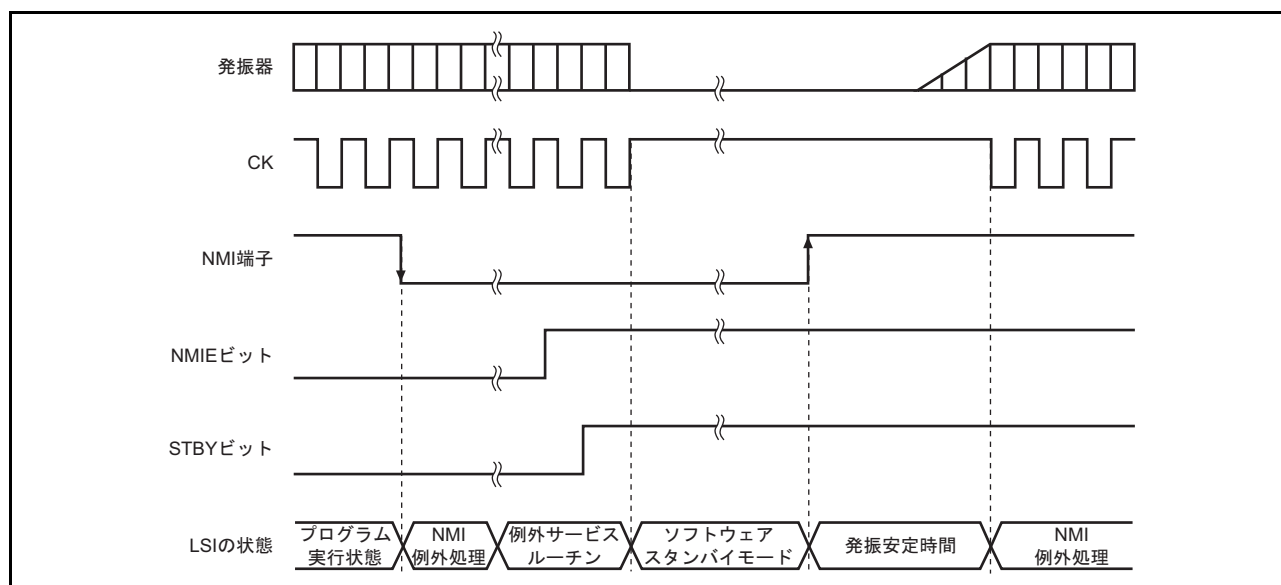 発振器
CK
NMI端子
NMIEビット
STBYビット
LSIの状態
プログラム
実行状態
NMI
例外処理
例外サービス
ルーチン
ソフトウェア
スタンバイモード
発振安定時間
NMI
例外処理